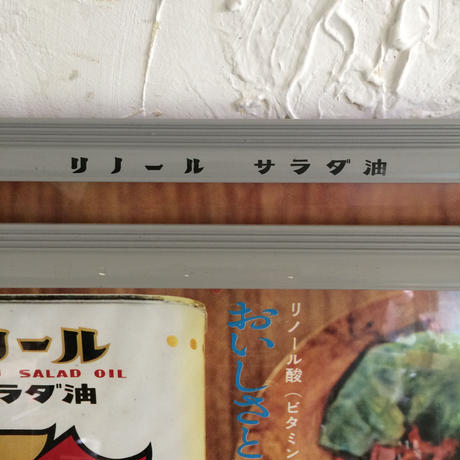 リノール サラダ油
ノール
SALAD OIL
ラダ油
リノール酸（ビタミン
おいしさと